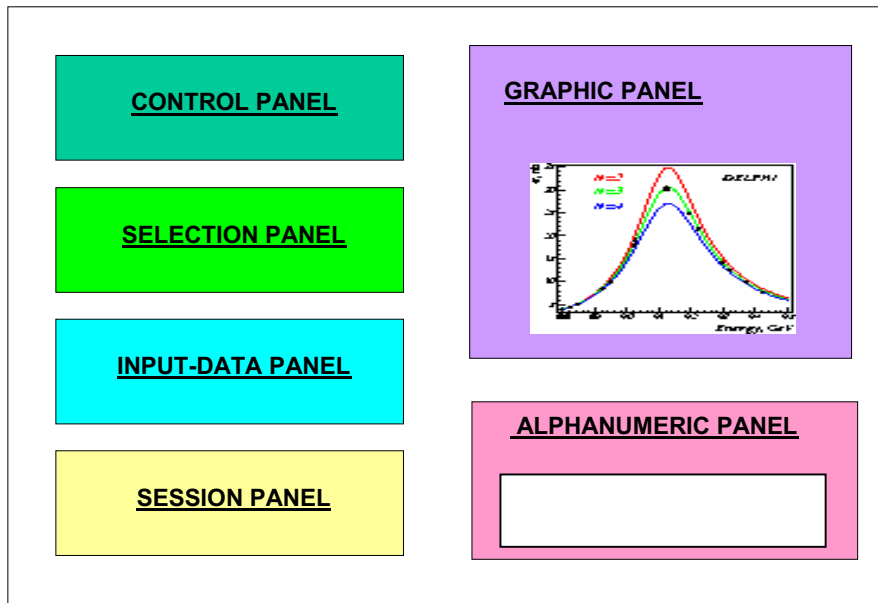 CONTROL PANEL
SELECTION PANEL
INPUT-DATA PANEL
SESSION PANEL
GRAPHIC PANEL
N=2
N=3
N=4
DELPHI
Energy, GeV
ALPHANUMERIC PANEL